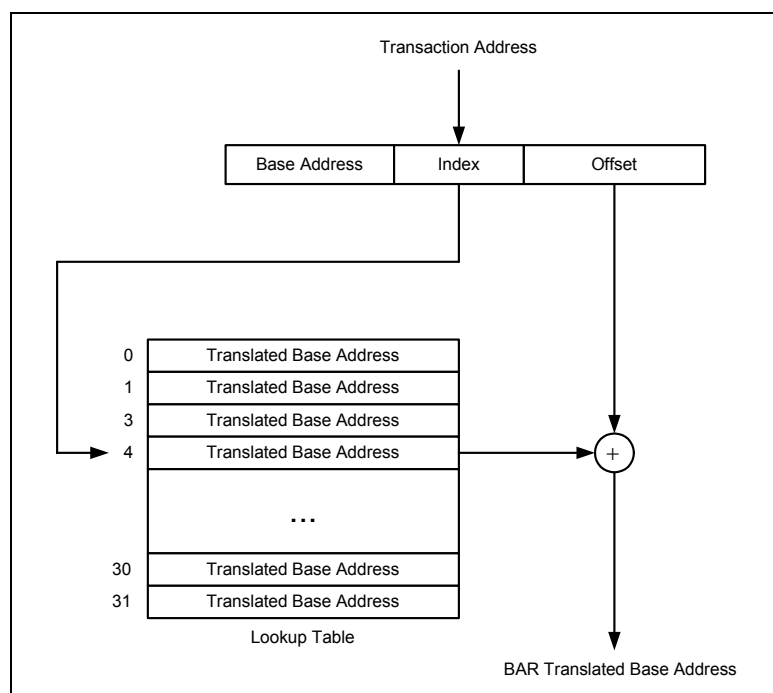 Transaction Address
Base Address Index Offset
0 Translated Base Address
1 Translated Base Address
3 Translated Base Address
4 Translated Base Address
+
...
30 Translated Base Address
31 Translated Base Address
Lookup Table
BAR Translated Base Address